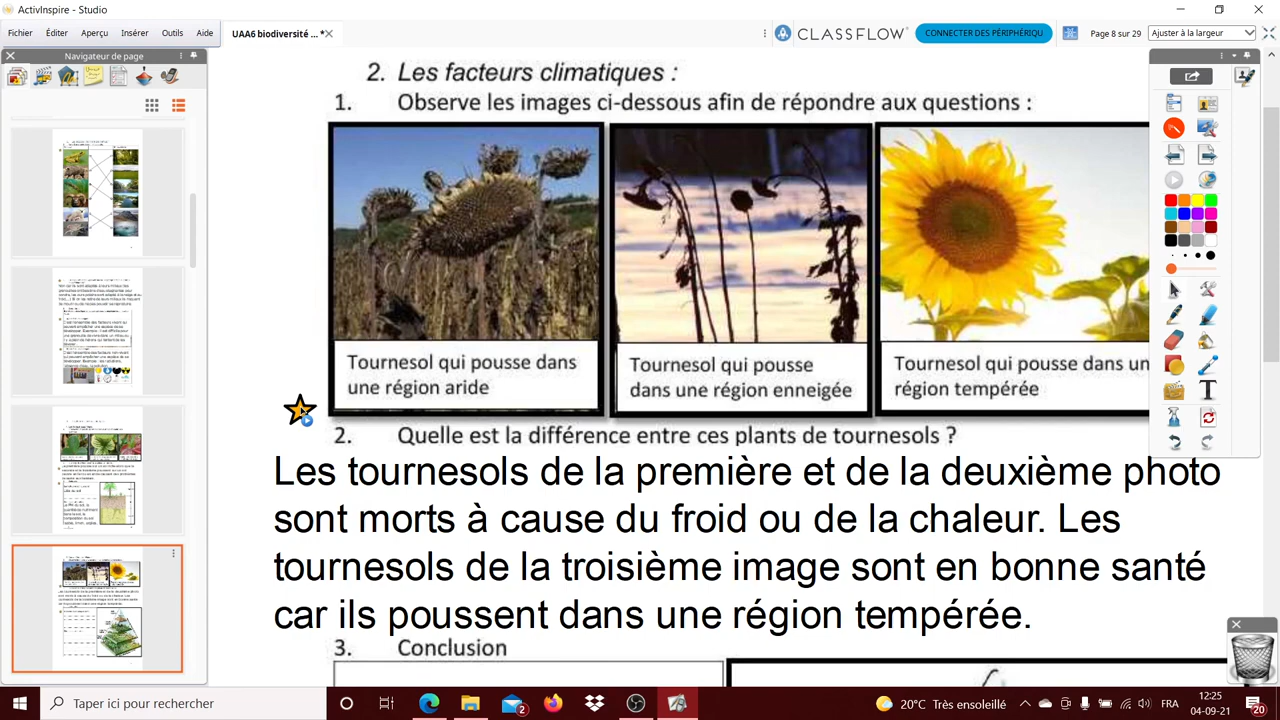 ActivInspire - Studio
Fichier Éditer Aperçu Insérer Outils Aide
UAA6 biodiversité ... *
CLASSFLOW
CONNECTER DES PÉRIPHÉRIQU
Page 8 sur 29
Ajuster à la largeur
Navigateur de page
2. Les facteurs climatiques :
1. Observe les images ci-dessous afin de répondre aux questions :
Tournesol qui pousse dans
une région aride
Tournesol qui pousse
dans une région enneigée
Tournesol qui pousse dans un
région tempérée
2. Quelle est la différence entre ces plants de tournesols ?
Les tournesols de la première et de la deuxième photo
sont morts à cause du froid ou de la chaleur. Les
tournesols de la troisième image sont en bonne santé
car ils poussent dans une région tempérée.
3. Conclusion
Taper ici pour rechercher
2
20°C Très ensoleillé
FRA
12:25
04-09-21
20